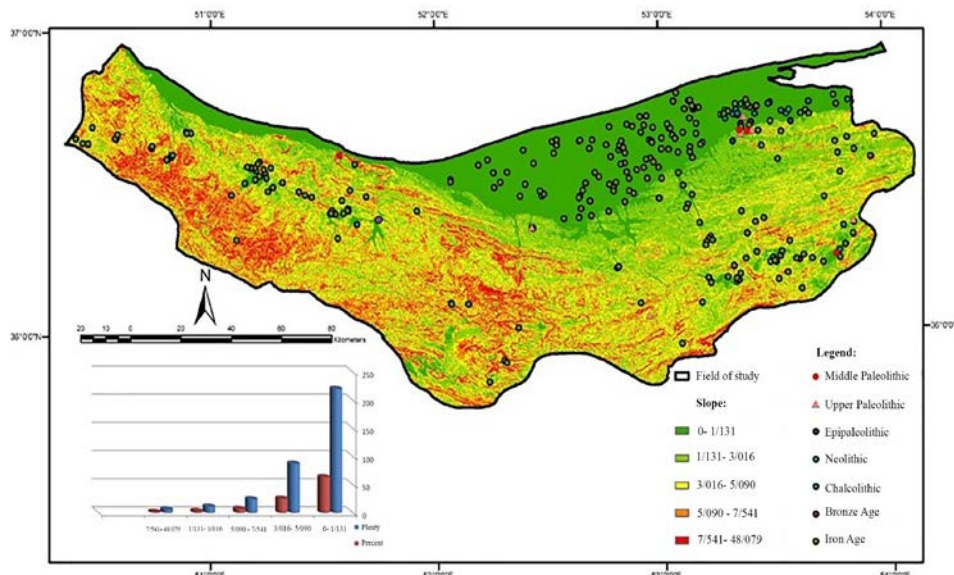 51°0'0"E 52°0'0"E 53°0'0"E 54°0'0"E
37°0'0"N
N
36°0'0"N
36°0'0"N
20 10 0 20 40 60 80
Kilometers
Field of study
Slope:
0- 1/131
1/131- 3/016
3/016- 5/090
5/090 - 7/541
7/541- 48/079
Legend:
Middle Paleolithic
Upper Paleolithic
Epipaleolithic
Neolithic
Chalcolithic
Bronze Age
Iron Age
250
200
150
100
50
0
7/541- 48/079 1/131- 3/016 5/090 - 7/541 3/016- 5/090 0- 1/131
Plenty
Percent